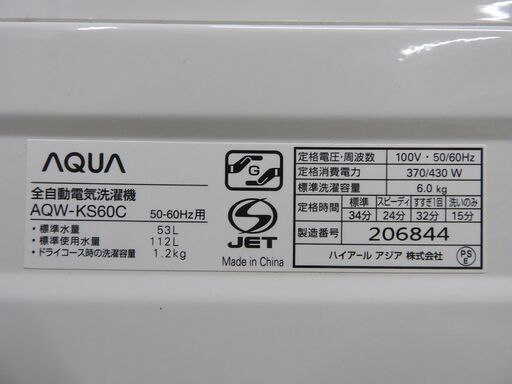 AQUA
全自動電気洗濯機
AQW-KS60C 50-60Hz用
・標準水量 53L
・標準使用水量 112L
・ドライコース時の洗濯容量 1.2kg
G
S
JET
Made in China
定格電圧・周波数 100V・50/60Hz
定格消費電力 370/430 W
標準洗濯容量 6.0 kg
定格時間 標準 スピーディ すすぎ1回 洗いのみ
34分 24分 32分 15分
製造番号 206844
ハイアール アジア 株式会社 PS E